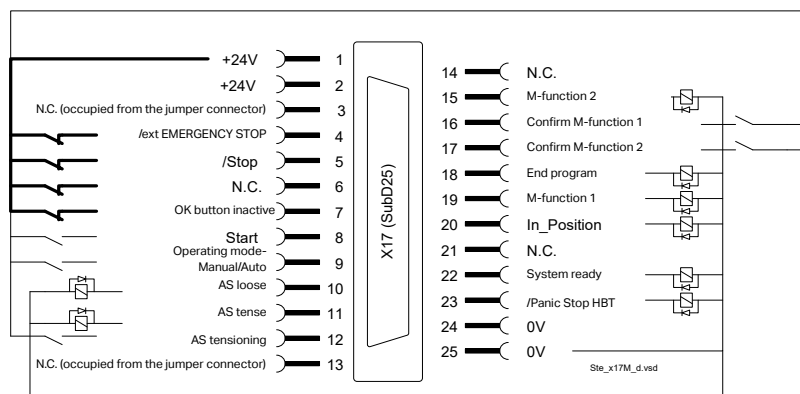 +24V 1
+24V 2
N.C. (occupied from the jumper connector) 3
/ext EMERGENCY STOP 4
/Stop 5
N.C. 6
OK button inactive 7
Start 8
Operating mode-
Manual/Auto 9
AS loose 10
AS tense 11
AS tensioning 12
N.C. (occupied from the jumper connector) 13
X17 (SubD25)
14 N.C.
15 M-function 2
16 Confirm M-function 1
17 Confirm M-function 2
18 End program
19 M-function 1
20 In_Position
21 N.C.
22 System ready
23 /Panic Stop HBT
24 0V
25 0V
Ste_x17M_d.vsd